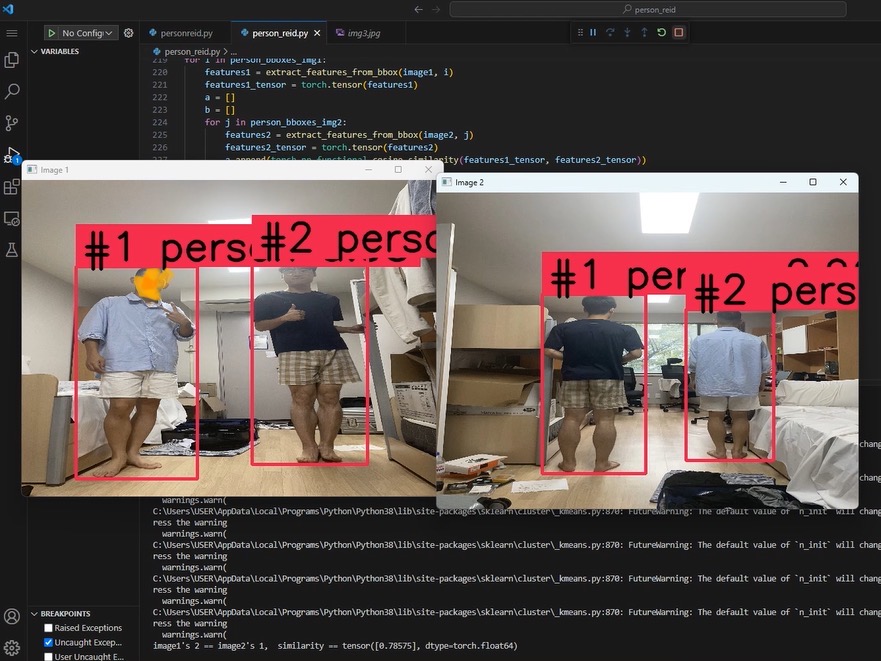 person_reid
No Config
personreid.py
person_reid.py
img3.jpg
VARIABLES
person_reid.py > ...
219 for i in person_bboxes_img1:
220 features1 = extract_features_from_bbox(image1, i)
221 features1_tensor = torch.tensor(features1)
222 a = []
223 b = []
224 for j in person_bboxes_img2:
225 features2 = extract_features_from_bbox(image2, j)
226 features2_tensor = torch.tensor(features2)
227 a.append(torch.nn.functional.cosine_similarity(features1_tensor, features2_tensor))
1
Image 1
Image 2
#1 perso
#2 perso
#1 per
#2 pers
chang
chang
warnings.warn(
C:\Users\USER\AppData\Local\Programs\Python\Python38\lib\site-packages\sklearn\cluster\_kmeans.py:870: FutureWarning: The default value of `n_init` will chang
ress the warning
warnings.warn(
C:\Users\USER\AppData\Local\Programs\Python\Python38\lib\site-packages\sklearn\cluster\_kmeans.py:870: FutureWarning: The default value of `n_init` will chang
ress the warning
warnings.warn(
C:\Users\USER\AppData\Local\Programs\Python\Python38\lib\site-packages\sklearn\cluster\_kmeans.py:870: FutureWarning: The default value of `n_init` will chang
ress the warning
warnings.warn(
C:\Users\USER\AppData\Local\Programs\Python\Python38\lib\site-packages\sklearn\cluster\_kmeans.py:870: FutureWarning: The default value of `n_init` will chang
ress the warning
warnings.warn(
image1's 2 == image2's 1, similarity == tensor([0.78575], dtype=torch.float64)
BREAKPOINTS
Raised Exceptions
Uncaught Excep...
User Uncaught E...